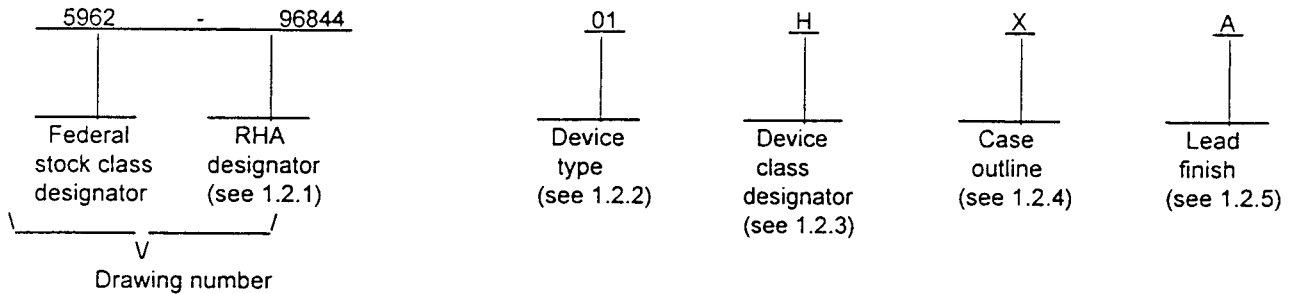 5962 - 96844 01 H X A
Federal stock class designator
RHA designator (see 1.2.1)
Device type (see 1.2.2)
Device class designator (see 1.2.3)
Case outline (see 1.2.4)
Lead finish (see 1.2.5)
Drawing number